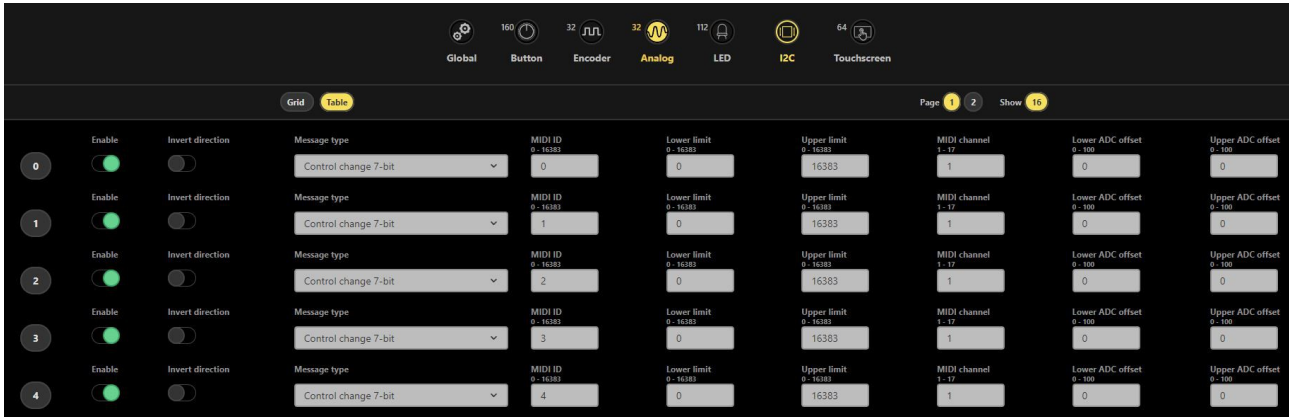 160 32 32 112 64
Global Button Encoder Analog LED I2C Touchscreen
Grid Table Page 1 2 Show 16
Enable Invert direction Message type MIDI ID Lower limit Upper limit MIDI channel Lower ADC offset Upper ADC offset
0 - 16383 0 - 16383 0 - 16383 1 - 17 0 - 100 0 - 100
0 Control change 7-bit 0 0 16383 1 0 0
Enable Invert direction Message type MIDI ID Lower limit Upper limit MIDI channel Lower ADC offset Upper ADC offset
0 - 16383 0 - 16383 0 - 16383 1 - 17 0 - 100 0 - 100
1 Control change 7-bit 1 0 16383 1 0 0
Enable Invert direction Message type MIDI ID Lower limit Upper limit MIDI channel Lower ADC offset Upper ADC offset
0 - 16383 0 - 16383 0 - 16383 1 - 17 0 - 100 0 - 100
2 Control change 7-bit 2 0 16383 1 0 0
Enable Invert direction Message type MIDI ID Lower limit Upper limit MIDI channel Lower ADC offset Upper ADC offset
0 - 16383 0 - 16383 0 - 16383 1 - 17 0 - 100 0 - 100
3 Control change 7-bit 3 0 16383 1 0 0
Enable Invert direction Message type MIDI ID Lower limit Upper limit MIDI channel Lower ADC offset Upper ADC offset
0 - 16383 0 - 16383 0 - 16383 1 - 17 0 - 100 0 - 100
4 Control change 7-bit 4 0 16383 1 0 0